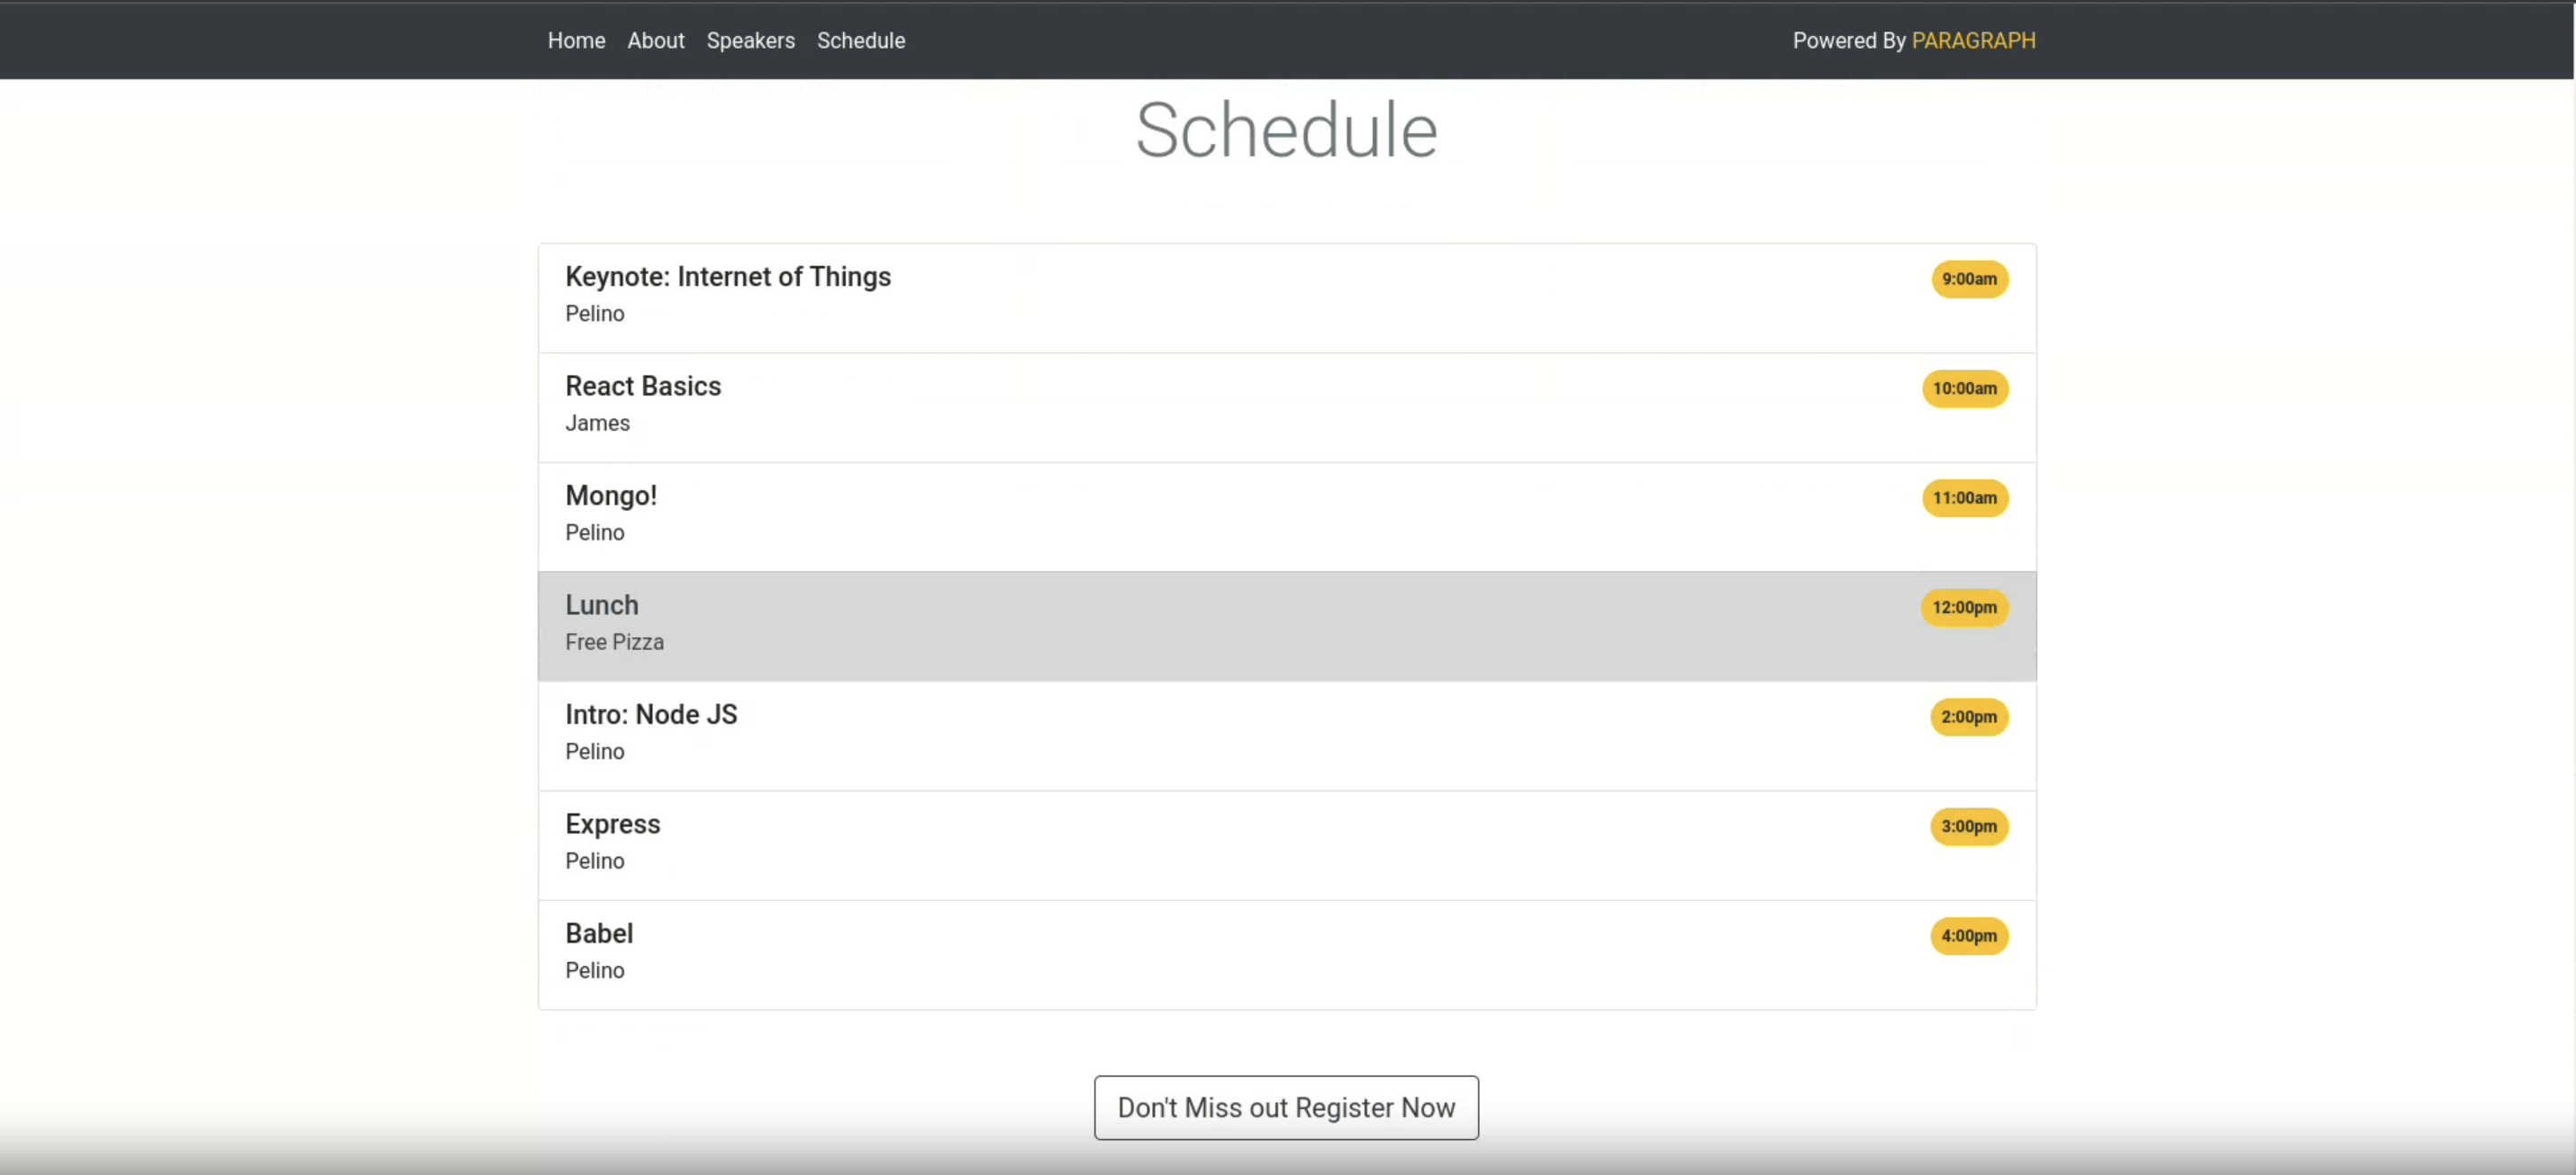 Home About Speakers Schedule Powered By PARAGRAPH
Schedule
Keynote: Internet of Things 9:00am
Pelino
React Basics 10:00am
James
Mongo! 11:00am
Pelino
Lunch 12:00pm
Free Pizza
Intro: Node JS 2:00pm
Pelino
Express 3:00pm
Pelino
Babel 4:00pm
Pelino
Don't Miss out Register Now